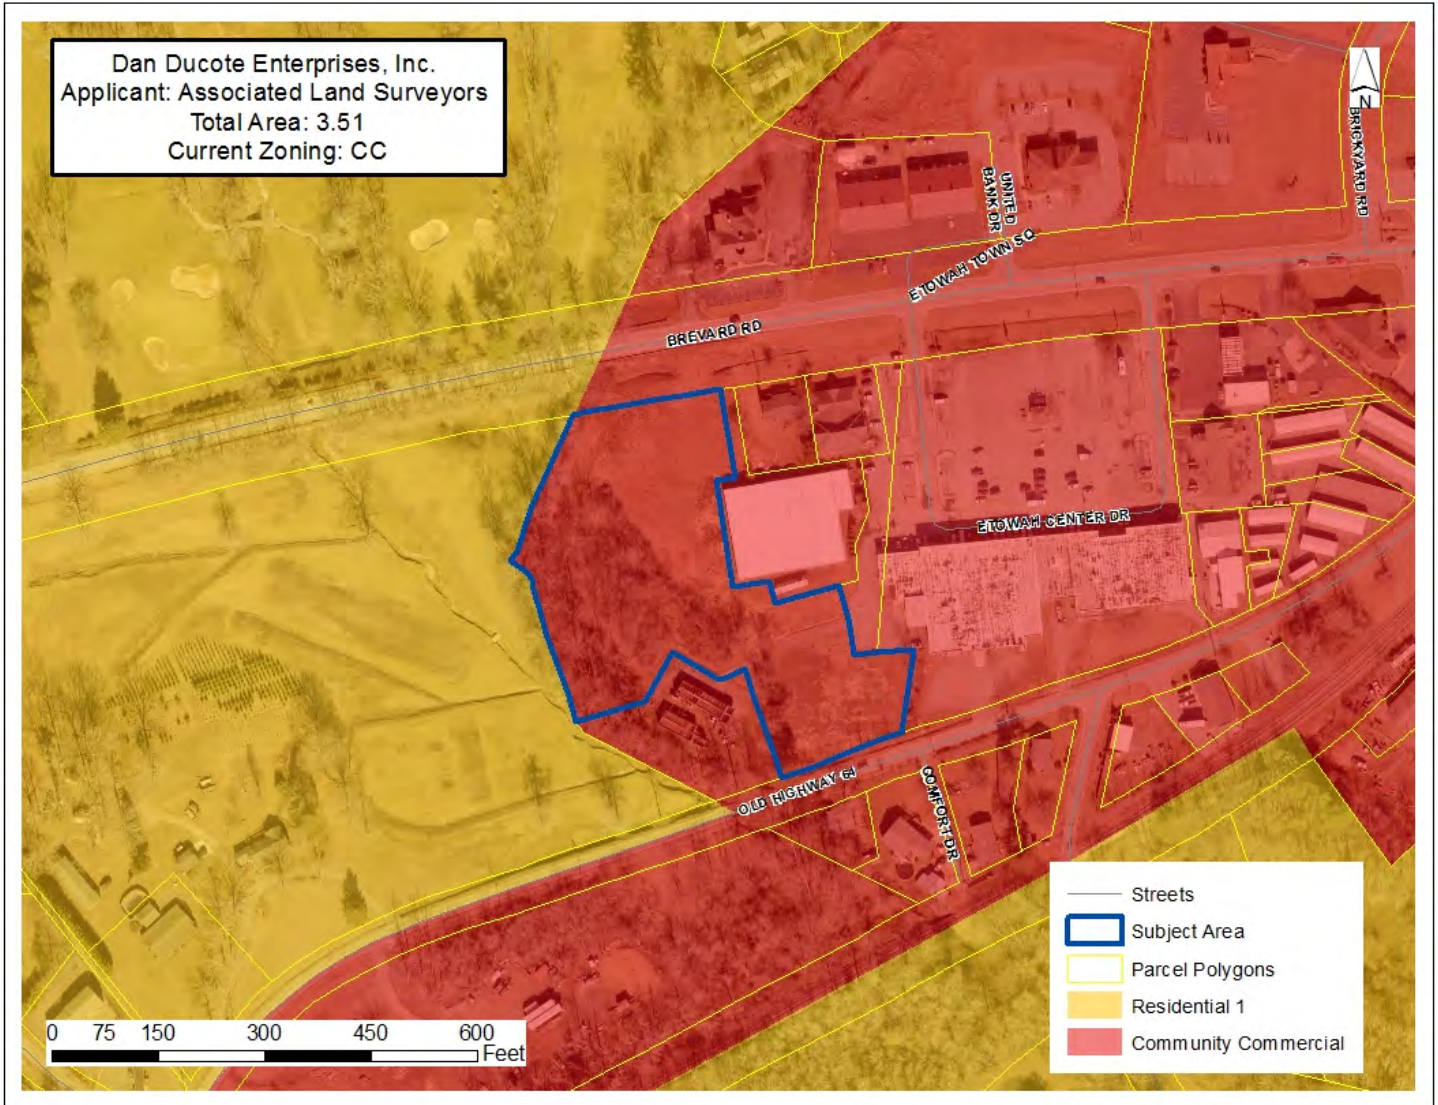 Dan Ducote Enterprises, Inc.
Applicant: Associated Land Surveyors
Total Area: 3.51
Current Zoning: CC
N
BRICKYARD RD
UNITED
BANK DR
ETOWAH TOWN SQ
BREVARD RD
ETOWAH CENTER DR
OLD HIGHWAY 64
COMFORT DR
Streets
Subject Area
Parcel Polygons
Residential 1
Community Commercial
0 75 150 300 450 600
Feet